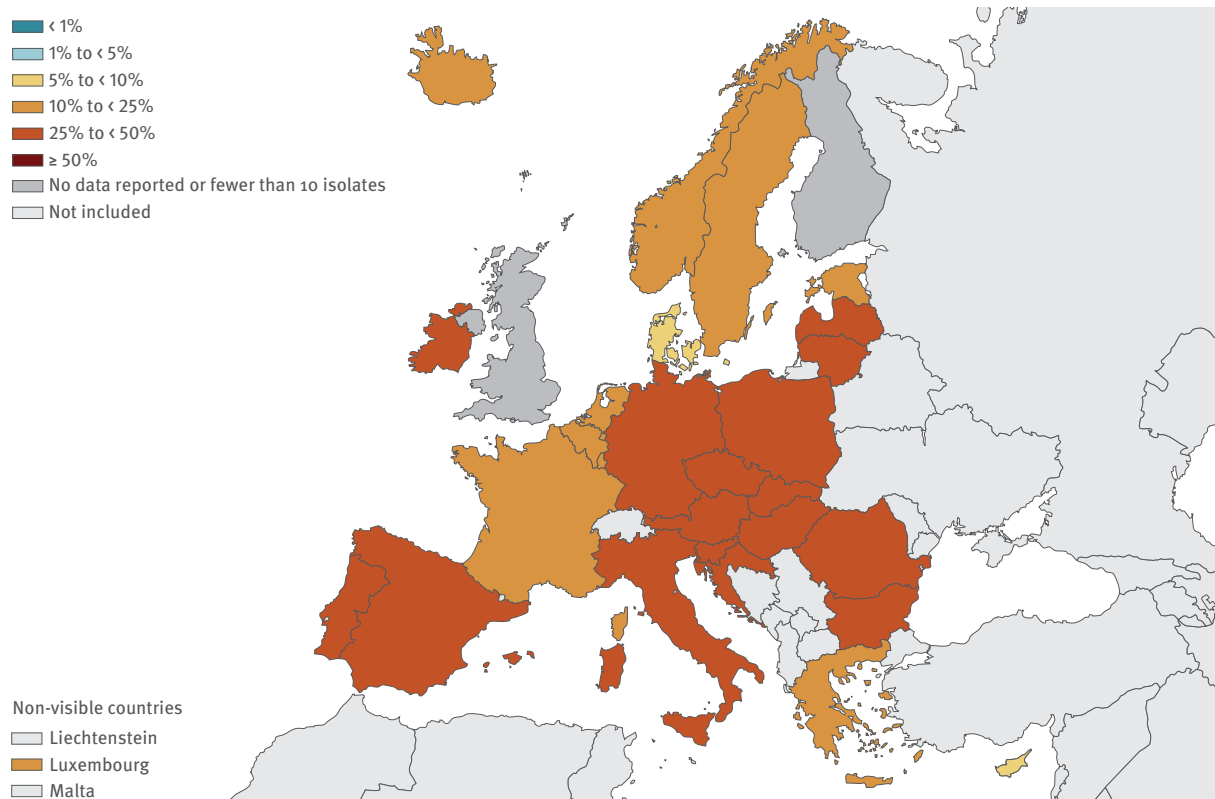 < 1%
1% to < 5%
5% to < 10%
10% to < 25%
25% to < 50%
≥ 50%
No data reported or fewer than 10 isolates
Not included
Non-visible countries
Liechtenstein
Luxembourg
Malta